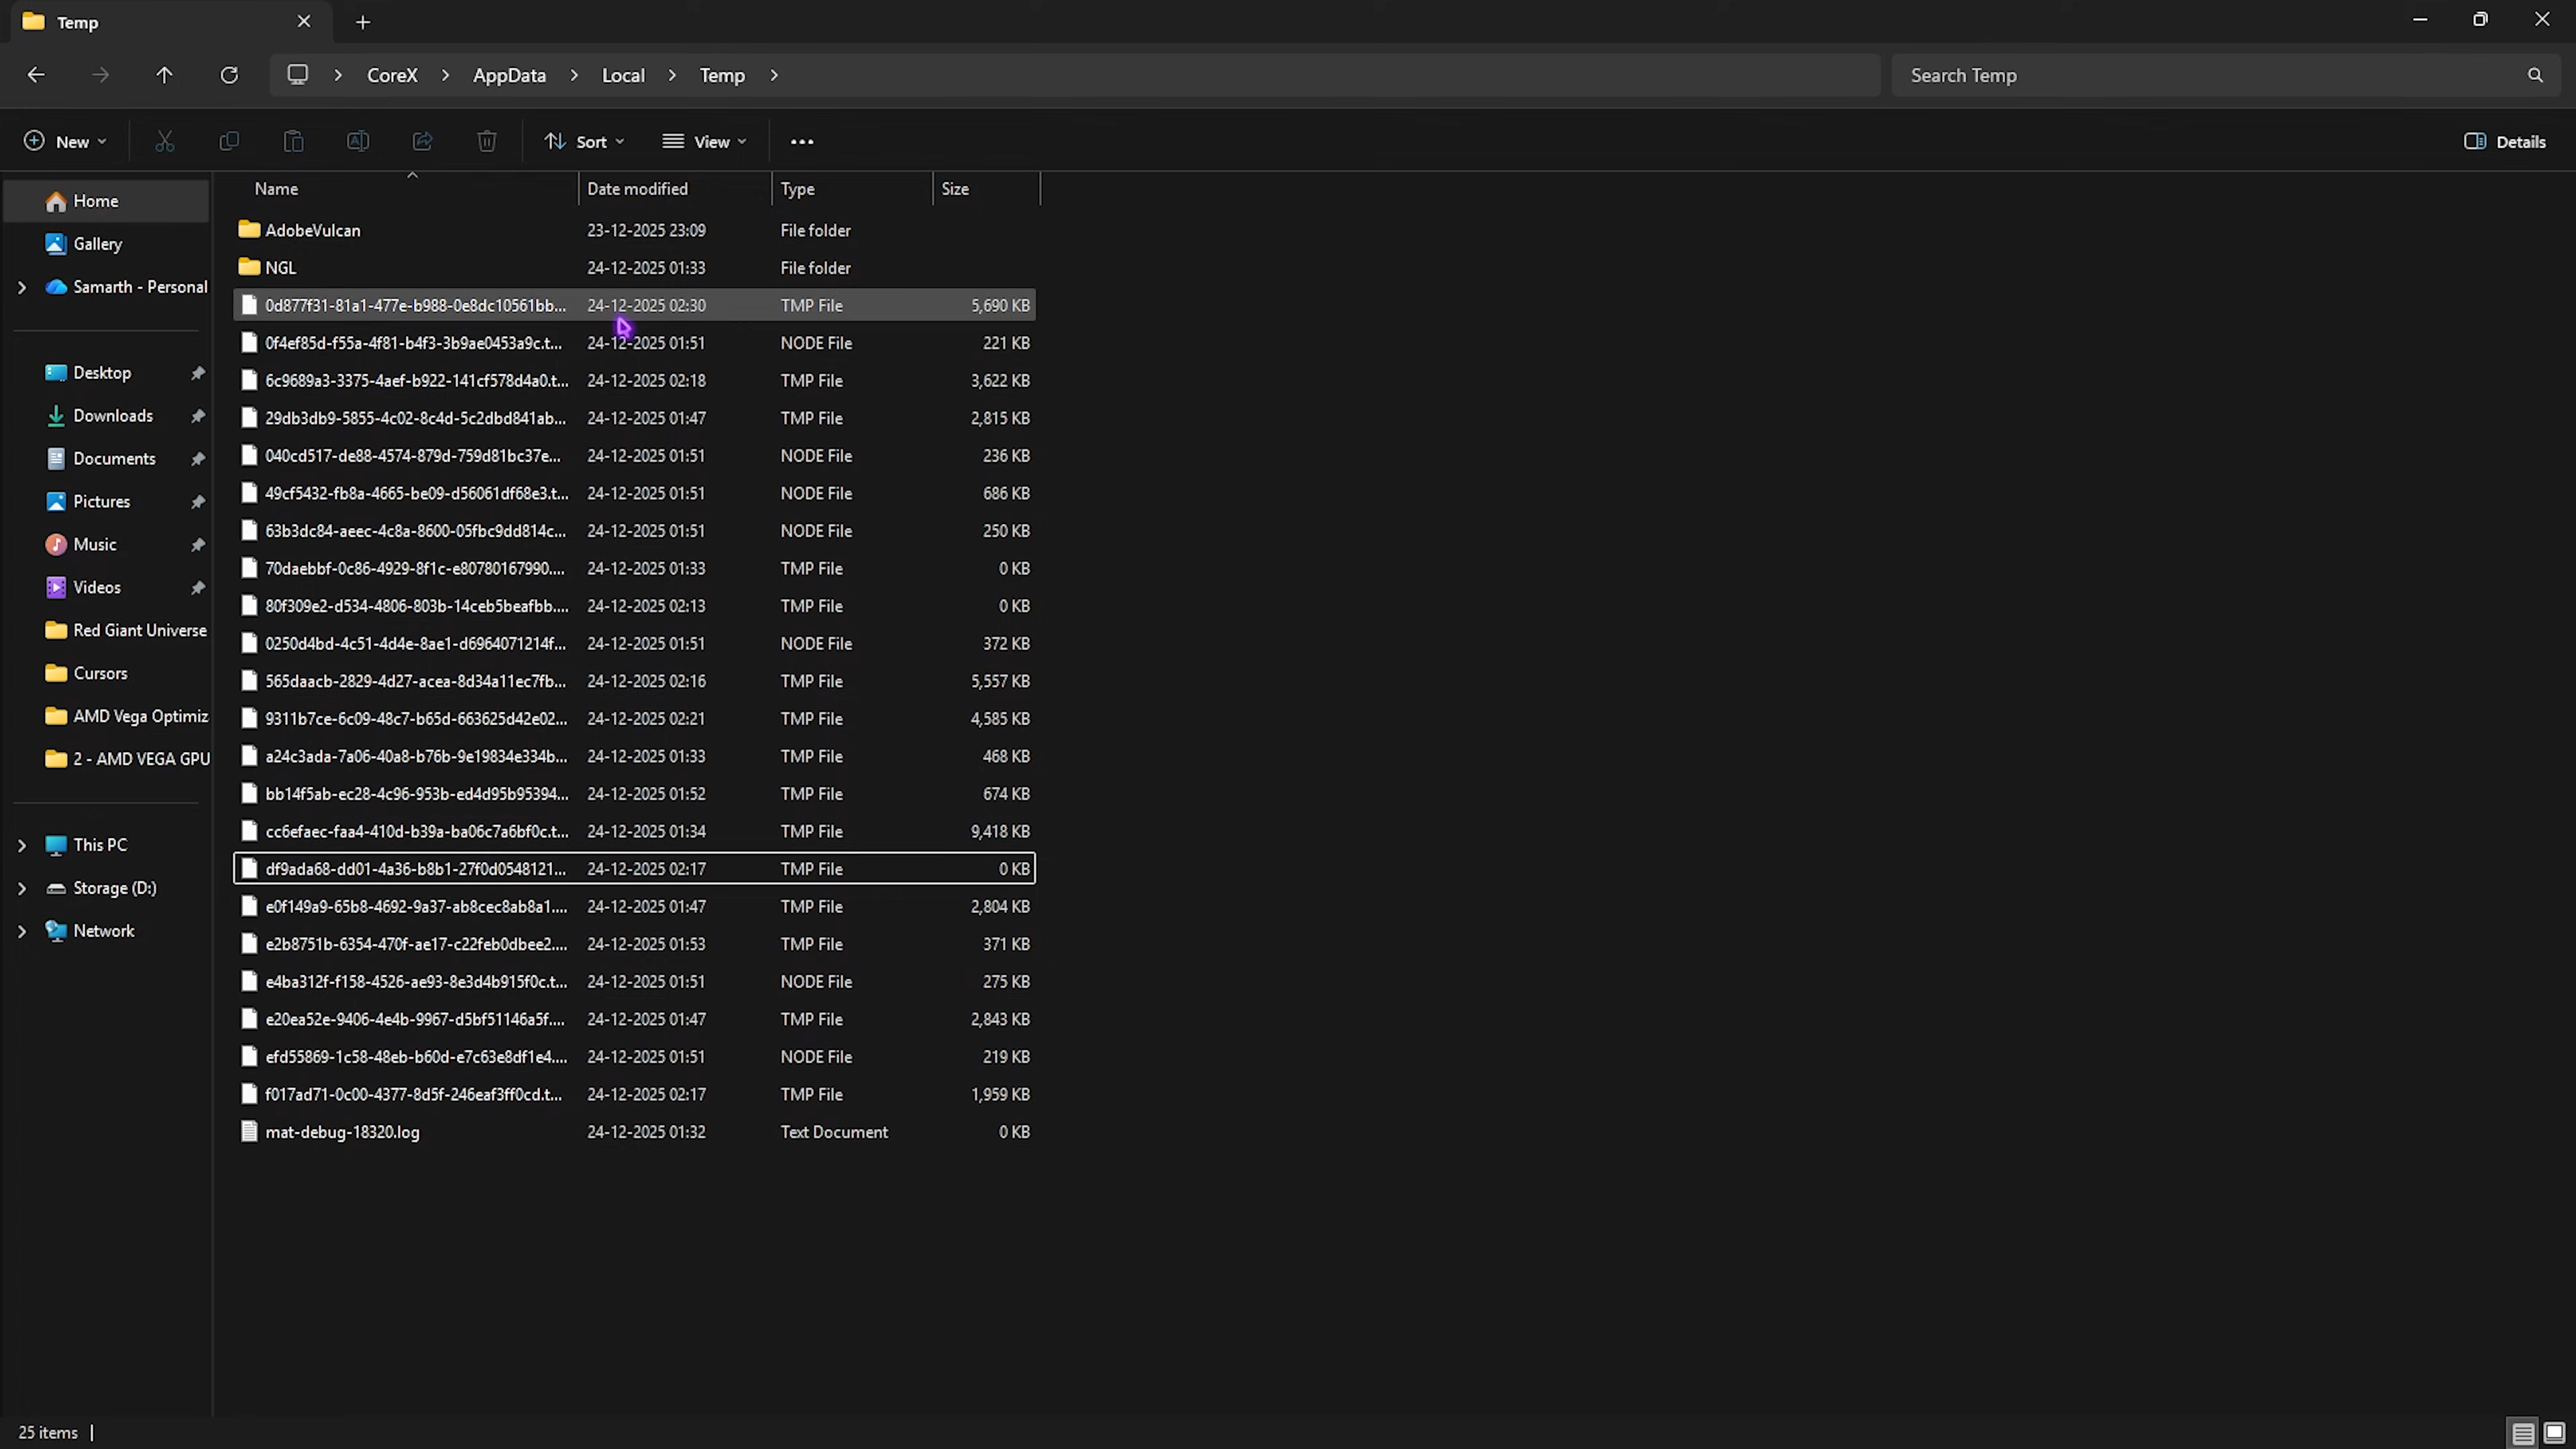 Temp
CoreX > AppData > Local > Temp >
Search Temp
New
Sort
View
Details
Home
Gallery
Samarth - Personal
Desktop
Downloads
Documents
Pictures
Music
Videos
Red Giant Universe
Cursors
AMD Vega Optimiz
2 - AMD VEGA GPU
This PC
Storage (D:)
Network
Name Date modified Type Size
AdobeVulcan 23-12-2025 23:09 File folder
NGL 24-12-2025 01:33 File folder
0d877f31-81a1-477e-b988-0e8dc10561bb... 24-12-2025 02:30 TMP File 5,690 KB
0f4ef85d-f55a-4f81-b4f3-3b9ae0453a9c.t... 24-12-2025 01:51 NODE File 221 KB
6c9689a3-3375-4aef-b922-141cf578d4a0.t... 24-12-2025 02:18 TMP File 3,622 KB
29db3db9-5855-4c02-8c4d-5c2dbd841ab... 24-12-2025 01:47 TMP File 2,815 KB
040cd517-de88-4574-879d-759d81bc37e... 24-12-2025 01:51 NODE File 236 KB
49cf5432-fb8a-4665-be09-d56061df68e3.t... 24-12-2025 01:51 NODE File 686 KB
63b3dc84-aeec-4c8a-8600-05fbc9dd814c... 24-12-2025 01:51 NODE File 250 KB
70daebbf-0c86-4929-8f1c-e80780167990.... 24-12-2025 01:33 TMP File 0 KB
80f309e2-d534-4806-803b-14ceb5beafbb.... 24-12-2025 02:13 TMP File 0 KB
0250d4bd-4c51-4d4e-8ae1-d6964071214f... 24-12-2025 01:51 NODE File 372 KB
565daacb-2829-4d27-acea-8d34a11ec7fb... 24-12-2025 02:16 TMP File 5,557 KB
9311b7ce-6c09-48c7-b65d-663625d42e02... 24-12-2025 02:21 TMP File 4,585 KB
a24c3ada-7a06-40a8-b76b-9e19834e334b... 24-12-2025 01:33 TMP File 468 KB
bb14f5ab-ec28-4c96-953b-ed4d95b95394... 24-12-2025 01:52 TMP File 674 KB
cc6efaec-faa4-410d-b39a-ba06c7a6bf0c.t... 24-12-2025 01:34 TMP File 9,418 KB
df9ada68-dd01-4a36-b8b1-27f0d0548121... 24-12-2025 02:17 TMP File 0 KB
e0f149a9-65b8-4692-9a37-ab8cec8ab8a1.... 24-12-2025 01:47 TMP File 2,804 KB
e2b8751b-6354-470f-ae17-c22feb0dbee2.... 24-12-2025 01:53 TMP File 371 KB
e4ba312f-f158-4526-ae93-8e3d4b915f0c.t... 24-12-2025 01:51 NODE File 275 KB
e20ea52e-9406-4e4b-9967-d5bf51146a5f.... 24-12-2025 01:47 TMP File 2,843 KB
efd55869-1c58-48eb-b60d-e7c63e8df1e4.... 24-12-2025 01:51 NODE File 219 KB
f017ad71-0c00-4377-8d5f-246eaf3ff0cd.t... 24-12-2025 02:17 TMP File 1,959 KB
mat-debug-18320.log 24-12-2025 01:32 Text Document 0 KB
25 items